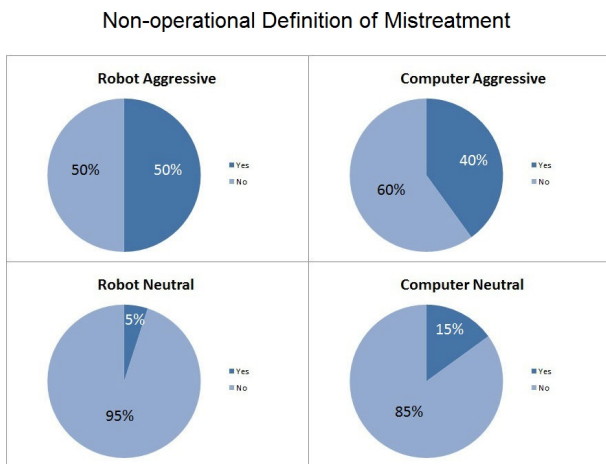 Non-operational Definition of Mistreatment
Robot Aggressive
50%
50%
Yes
No
Computer Aggressive
40%
60%
Yes
No
Robot Neutral
5%
95%
Yes
No
Computer Neutral
15%
85%
Yes
No